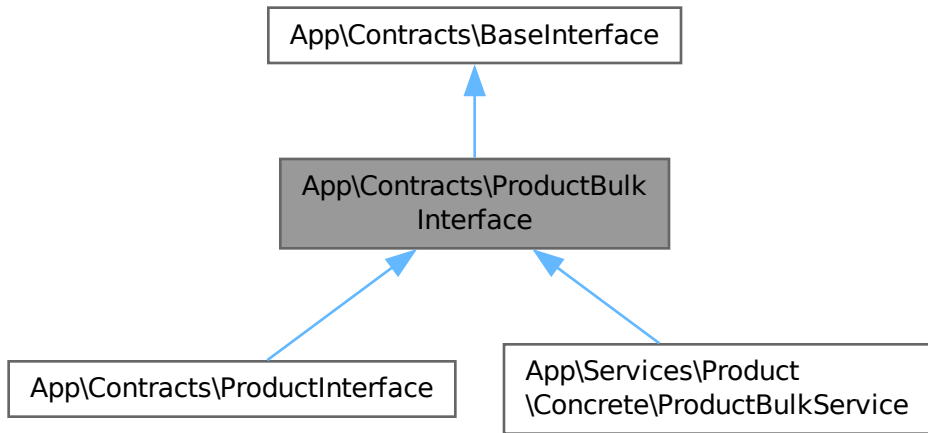 App\Contracts\BaseInterface
App\Contracts\ProductBulk
Interface
App\Contracts\ProductInterface
App\Services\Product
\Concrete\ProductBulkService